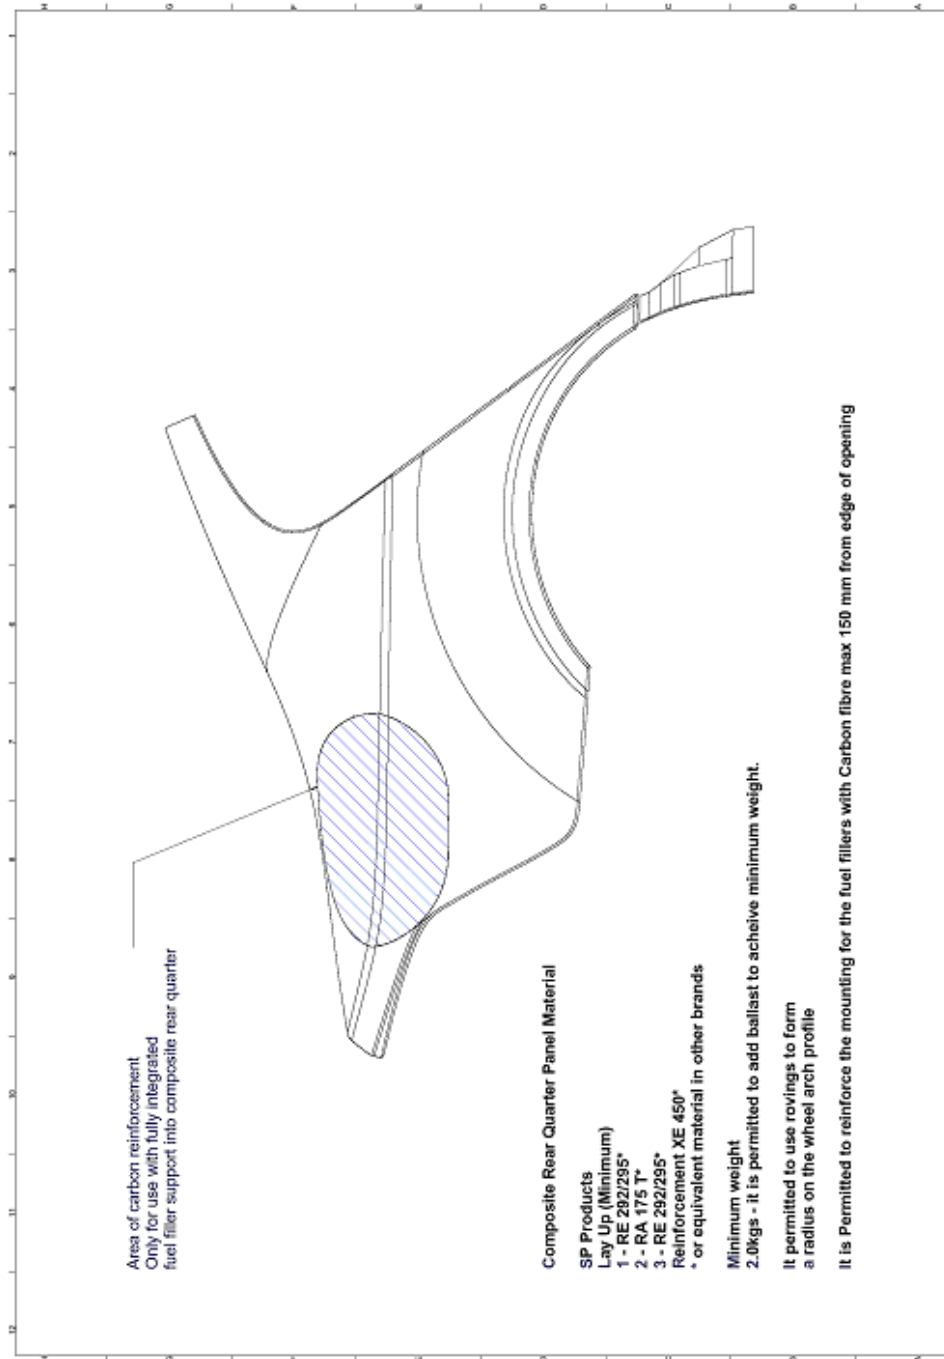 Area of carbon reinforcement
Only for use with fully integrated
fuel filler support into composite rear quarter
Composite Rear Quarter Panel Material
SP Products
Lay Up (Minimum)
1 - RE 292/295*
2 - RA 175 T*
3 - RE 292/295*
Reinforcement XE 450*
* or equivalent material in other brands
Minimum weight
2.0kgs - it is permitted to add ballast to acheive minimum weight.
It permitted to use rovings to form
a radius on the wheel arch profile
It is Permitted to reinforce the mounting for the fuel fillers with Carbon fibre max 150 mm from edge of opening